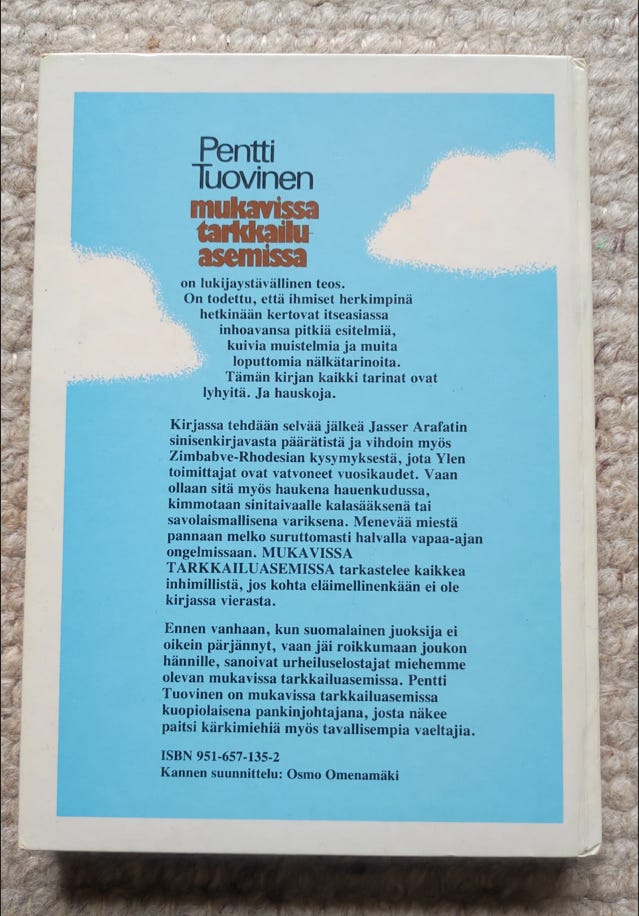 Pentti
Tuovinen
mukavissa
tarkkailu
asemissa
on lukijaystävällinen teos.
On todettu, että ihmiset herkimpinä
hetkinään kertovat itseasiassa
inhoavansa pitkiä esitelmiä,
kuivia muistelmia ja muita
loputtomia nälkätarinoita.
Tämän kirjan kaikki tarinat ovat
lyhyitä. Ja hauskoja.
Kirjassa tehdään selvää jälkeä Jasser Arafatin
sinisenkirjavasta päärätistä ja vihdoin myös
Zimbabve-Rhodesian kysymyksestä, jota Ylen
toimittajat ovat vatvoneet vuosikaudet. Vaan
ollaan sitä myös haukena hauenkudussa,
kimmotaan sinitaivaalle kalasääksenä tai
savolaismallisena variksena. Menevää miestä
pannaan melko suruttomasti halvalla vapaa-ajan
ongelmissaan. MUKAVISSA
TARKKAILUASEMISSA tarkastelee kaikkea
inhimillistä, jos kohta eläimellinenkään ei ole
kirjassa vierasta.
Ennen vanhaan, kun suomalainen juoksija ei
oikein pärjännyt, vaan jäi roikkumaan joukon
hännille, sanoivat urheiluselostajat miehemme
olevan mukavissa tarkkailuasemissa. Pentti
Tuovinen on mukavissa tarkkailuasemissa
kuopiolaisena pankinjohtajana, josta näkee
paitsi kärkimiehiä myös tavallisempia vaeltajia.
ISBN 951-657-135-2
Kannen suunnittelu: Osmo Omenamäki